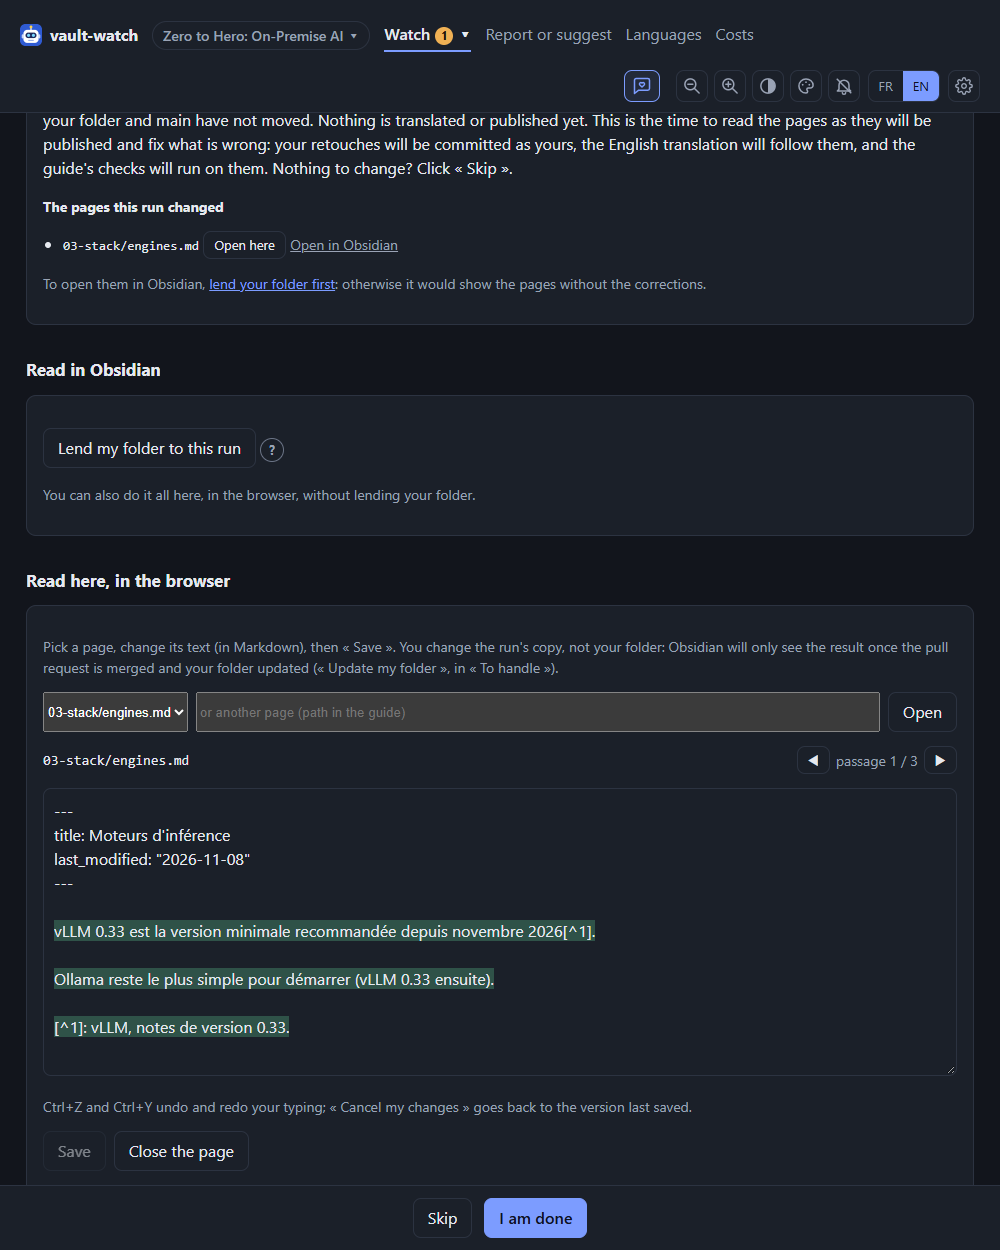 vault-watch
Zero to Hero: On-Premise AI ▾
Watch 1 ▼
Report or suggest
Languages
Costs
FR
EN
your folder and main have not moved. Nothing is translated or published yet. This is the time to read the pages as they will be
published and fix what is wrong: your retouches will be committed as yours, the English translation will follow them, and the
guide's checks will run on them. Nothing to change? Click « Skip ».
The pages this run changed
• 03-stack/engines.md Open here Open in Obsidian
To open them in Obsidian, lend your folder first: otherwise it would show the pages without the corrections.
Read in Obsidian
Lend my folder to this run ?
You can also do it all here, in the browser, without lending your folder.
Read here, in the browser
Pick a page, change its text (in Markdown), then « Save ». You change the run's copy, not your folder: Obsidian will only see the result once the pull
request is merged and your folder updated (« Update my folder », in « To handle »).
03-stack/engines.md
or another page (path in the guide)
Open
03-stack/engines.md
◀ passage 1 / 3 ▶
---
title: Moteurs d'inférence
last_modified: "2026-11-08"
---
vLLM 0.33 est la version minimale recommandée depuis novembre 2026[^1].
Ollama reste le plus simple pour démarrer (vLLM 0.33 ensuite).
[^1]: vLLM, notes de version 0.33.
Ctrl+Z and Ctrl+Y undo and redo your typing; « Cancel my changes » goes back to the version last saved.
Save
Close the page
Skip
I am done